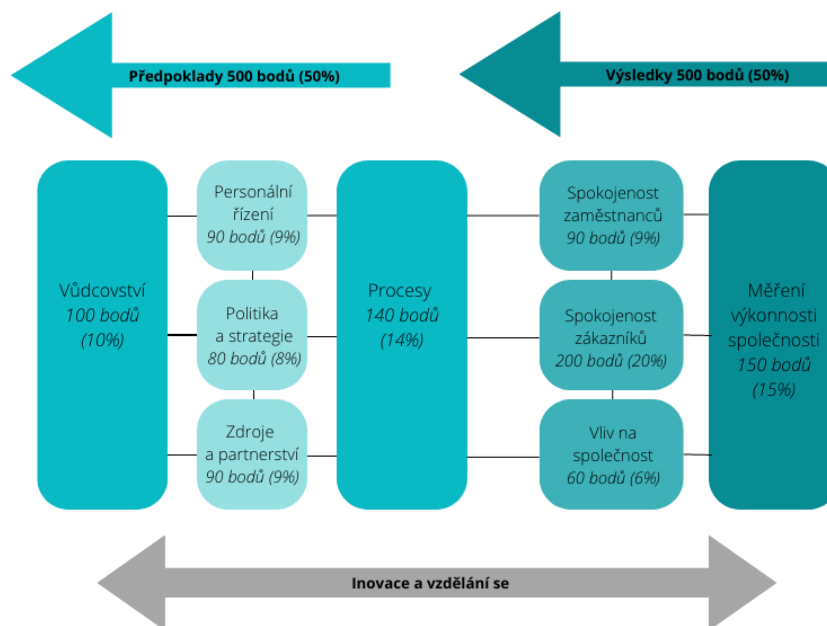 Předpoklady 500 bodů (50%)
Výsledky 500 bodů (50%)
Vůdcovství
100 bodů
(10%)
Personální
řízení
90 bodů (9%)
Politika
a strategie
80 bodů (8%)
Zdroje
a partnerství
90 bodů (9%)
Procesy
140 bodů
(14%)
Spokojenost
zaměstnanců
90 bodů (9%)
Spokojenost
zákazníků
200 bodů (20%)
Vliv na
společnost
60 bodů (6%)
Měření
výkonnosti
společnosti
150 bodů
(15%)
Inovace a vzdělání se